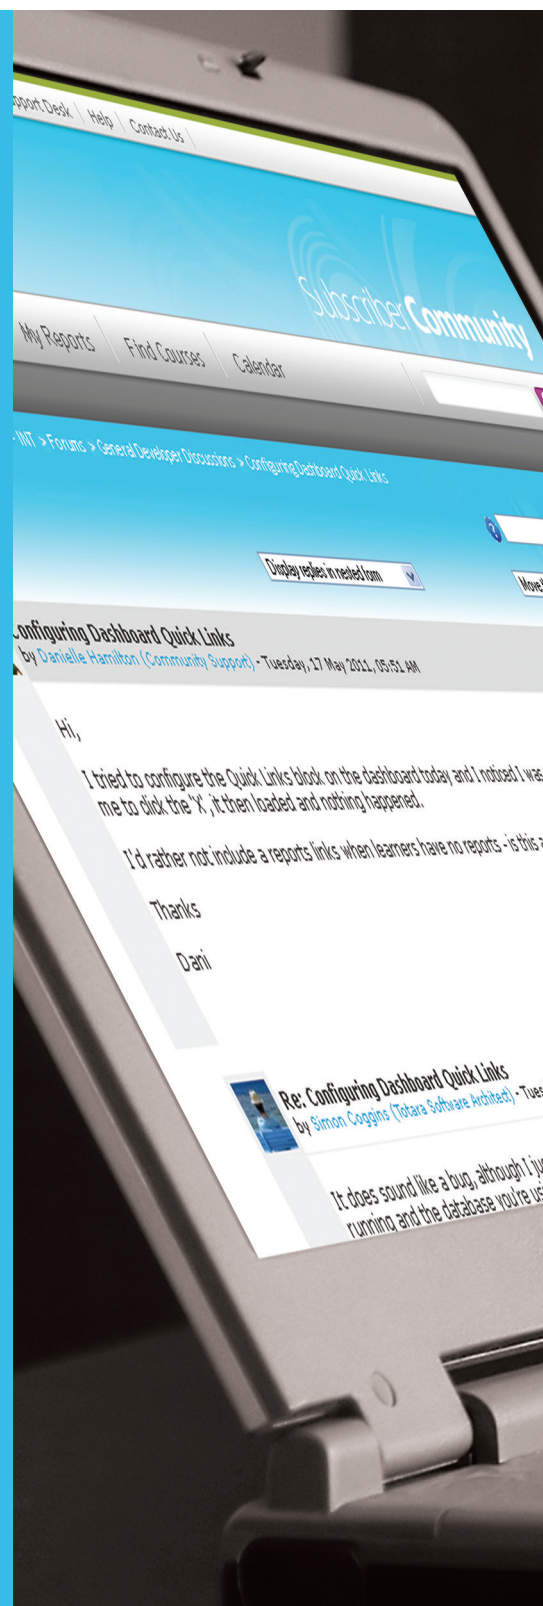 Desk Help Contact Us
Subscriber Community
My Reports Find Courses Calendar
INT > Forums > General Developer Discussions > Configuring Dashboard Quick Links
?
Display replies in nested form
Move
onfiguring Dashboard Quick Links
by Danielle Hamilton (Community Support) - Tuesday, 17 May 2011, 05:51 AM
Hi,
I tried to configure the Quick Links block on the dashboard today and I noticed I was
me to click the 'X', it then loaded and nothing happened.
I'd rather not include a reports links when learners have no reports - is this a
Thanks
Dani
Re: Configuring Dashboard Quick Links
by Simon Coggins (Totara Software Architect) - Tues
It does sound like a bug, although I ju
running and the database you're us